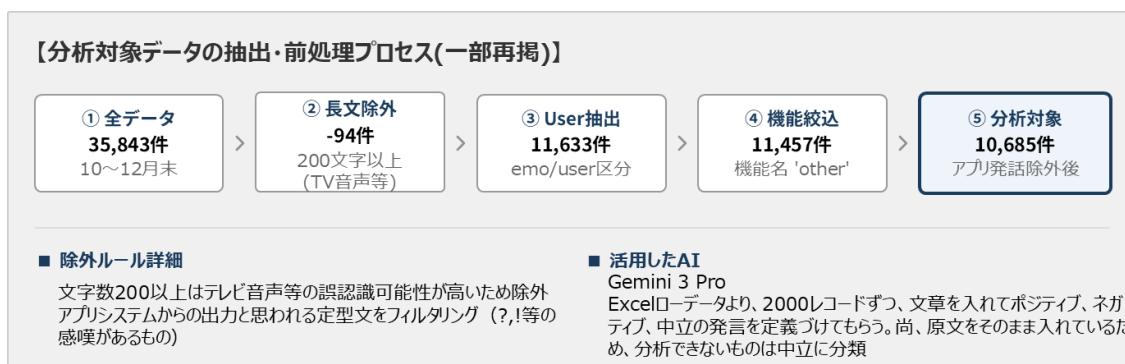 【分析対象データの抽出・前処理プロセス(一部再掲)】
① 全データ
35,843件
10～12月末
② 長文除外
-94件
200文字以上
(TV音声等)
③ User抽出
11,633件
emo/user区分
④ 機能絞込
11,457件
機能名 'other'
⑤ 分析対象
10,685件
アプリ発話除外後
■ 除外ルール詳細
文字数200以上はテレビ音声等の誤認識可能性が高いため除外
アプリシステムからの出力と思われる定型文をフィルタリング（?,!等の
感嘆があるもの)
■ 活用したAI
Gemini 3 Pro
Excelローデータより、2000レコードずつ、文章を入れてポジティブ、ネガ
ティブ、中立の発言を定義づけてもらう。尚、原文をそのまま入れているた
め、分析できないものは中立に分類